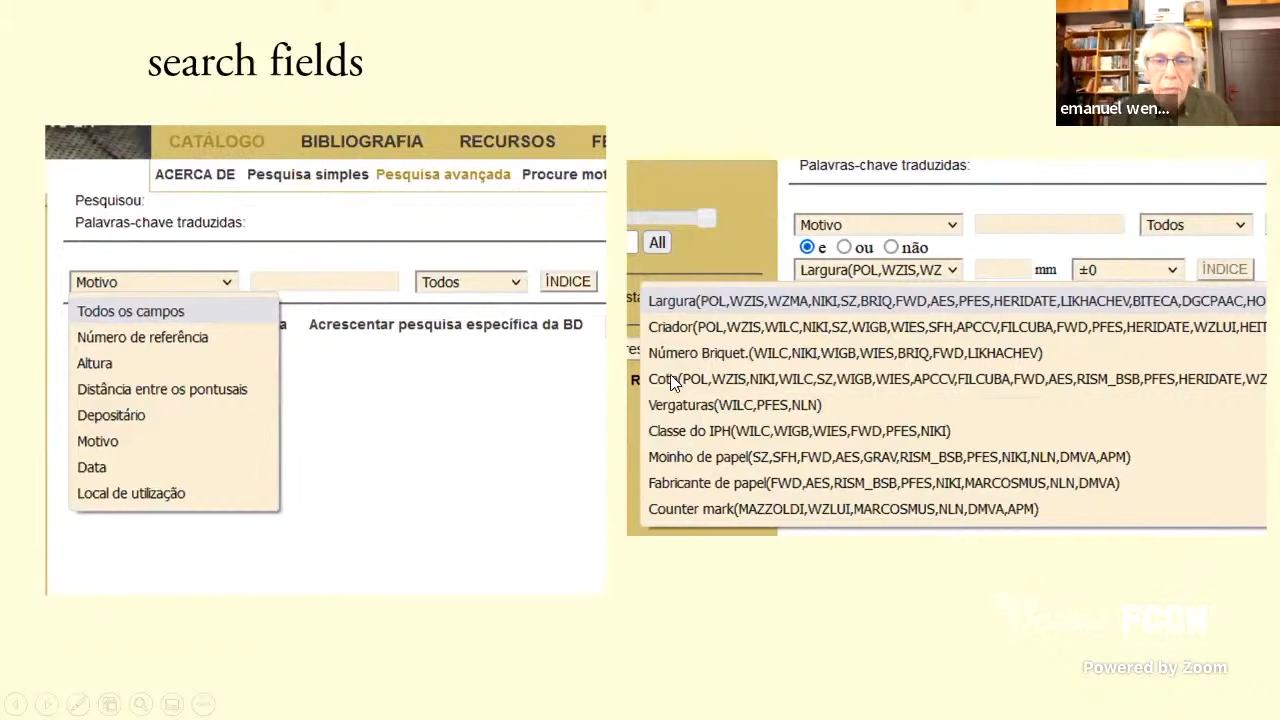 search fields
emanuel wen...
CATÁLOGO BIBLIOGRAFIA RECURSOS FE
ACERCA DE Pesquisa simples Pesquisa avançada Procure mot
Pesquisou:
Palavras-chave traduzidas:
Motivo Todos ÌNDICE
Todos os campos
a Acrescentar pesquisa específica da BD
Número de referência
Altura
Distância entre os pontusais
Depositário
Motivo
Data
Local de utilização
Palavras-chave traduzidas:
Motivo Todos
All
e ou não
Largura(POL,WZIS,WZ mm ±0 ÌNDICE
Largura(POL,WZIS,WZMA,NIKI,SZ,BRIQ,FWD,AES,PFES,HERIDATE,LIKHACHEV,BITECA,DGCPAAC,HO
Criador(POL,WZIS,WILC,NIKI,SZ,WIGB,WIES,SFH,APCCV,FILCUBA,FWD,PFES,HERIDATE,WZLUI,HEIT
Número Briquet.(WILC,NIKI,WIGB,WIES,BRIQ,FWD,LIKHACHEV)
Cota(POL,WZIS,NIKI,WILC,SZ,WIGB,WIES,APCCV,FILCUBA,FWD,AES,RISM_BSB,PFES,HERIDATE,WZ
Vergaturas(WILC,PFES,NLN)
Classe do IPH(WILC,WIGB,WIES,FWD,PFES,NIKI)
Moinho de papel(SZ,SFH,FWD,AES,GRAV,RISM_BSB,PFES,NIKI,NLN,DMVA,APM)
Fabricante de papel(FWD,AES,RISM_BSB,PFES,NIKI,MARCOSMUS,NLN,DMVA)
Counter mark(MAZZOLDI,WZLUI,MARCOSMUS,NLN,DMVA,APM)
FCCN
Powered by Zoom